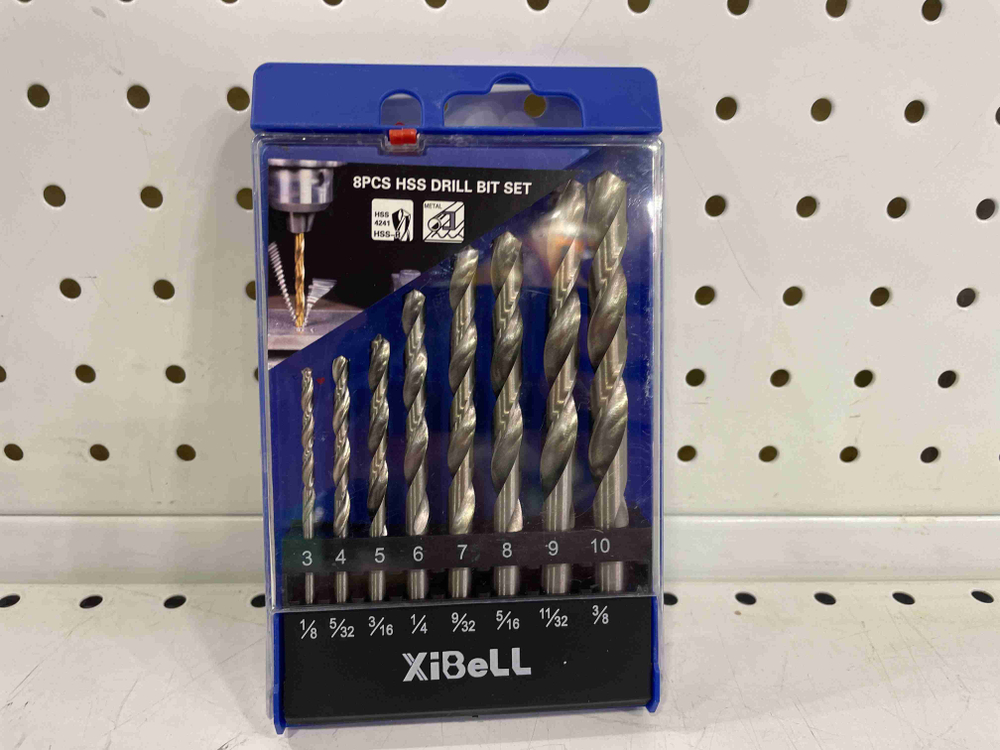 8PCS HSS DRILL BIT SET
HSS
4241
HSS-R
METAL
3 4 5 6 7 8 9 10
1/8 5/32 3/16 1/4 9/32 5/16 11/32 3/8
XiBeLL